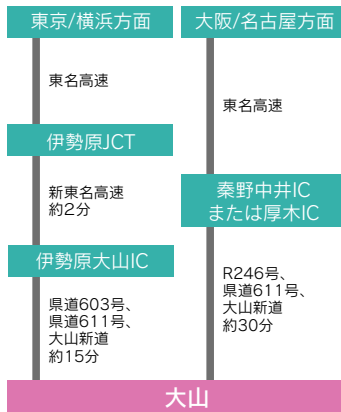 東京/横浜方面
東名高速
伊勢原JCT
新東名高速
約2分
伊勢原大山IC
県道603号、
県道611号、
大山新道
約15分
大阪/名古屋方面
東名高速
秦野中井IC
または厚木IC
R246号、
県道611号、
大山新道
約30分
大山